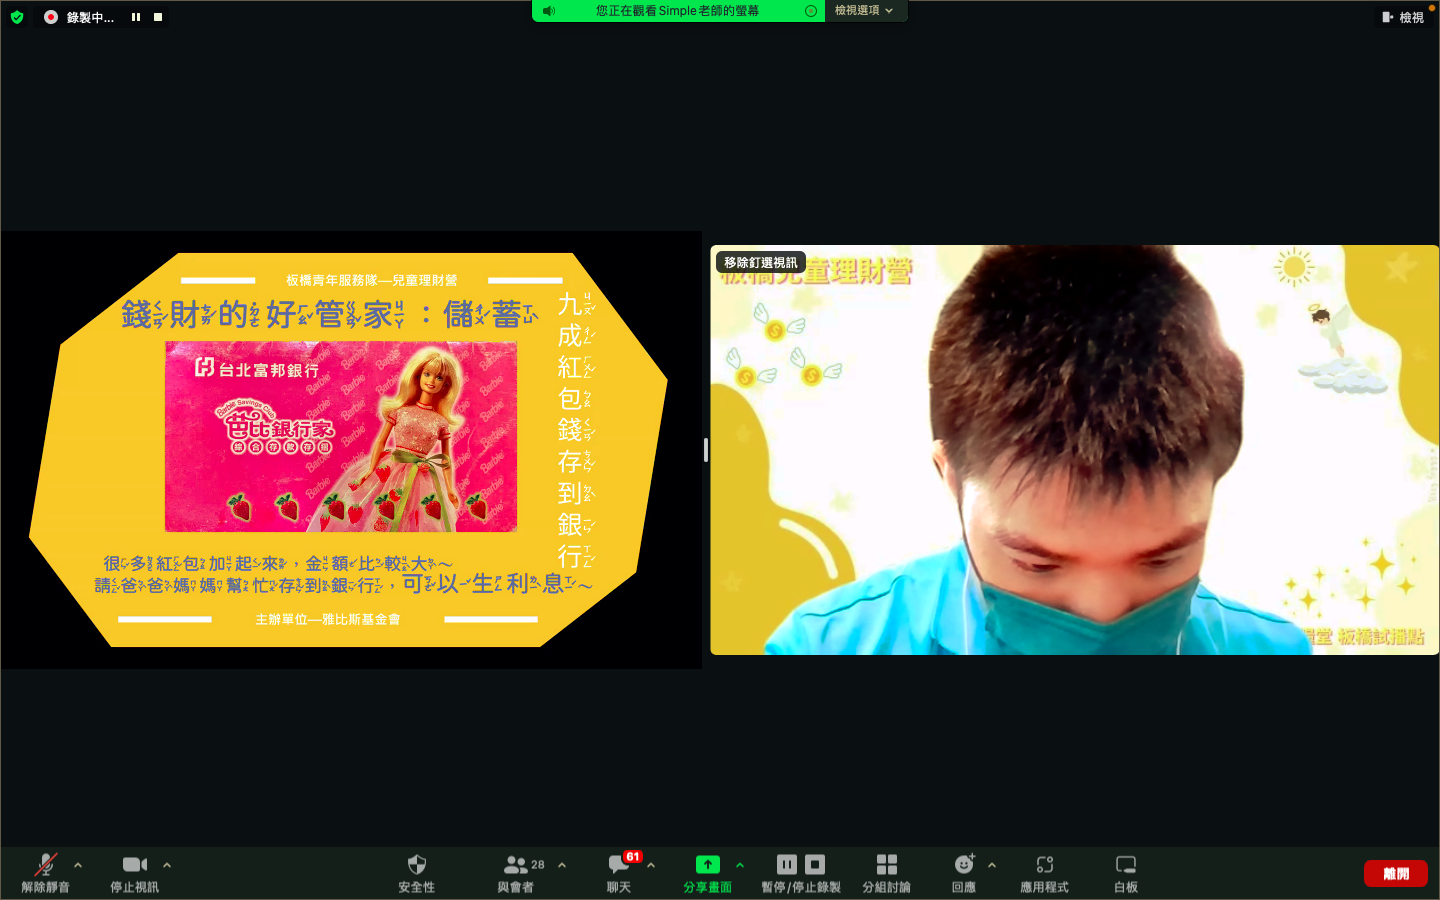 錄製中...
您正在觀看Simple老師的螢幕
檢視選項
檢視
板橋青年服務隊—兒童理財營
錢財的好管家：儲蓄
九成紅包錢存到銀行
台北富邦銀行
Barbie Savings Club
芭比銀行家
綜合存款存摺
很多紅包加起來，金額比較大～
請爸爸媽媽幫忙存到銀行，可以生利息～
主辦單位—雅比斯基金會
移除釘選視訊
板橋兒童理財營
堂 板橋試播點
解除靜音
停止視訊
安全性
與會者
28
聊天
61
分享畫面
暫停/停止錄製
分組討論
回應
應用程式
白板
離開